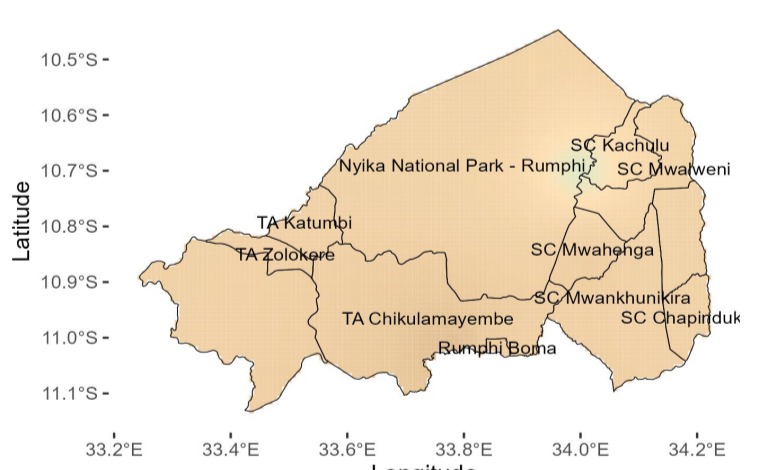 10.5°S
10.6°S
10.7°S
10.8°S
10.9°S
11.0°S
11.1°S
Latitude
SC Kachulu
Nyika National Park - Rumphi
SC Mwalweni
TA Katumbi
SC Mwahenga
TA Zolokere
SC Mwankhunikira
TA Chikulamayembe
SC Chapinduk
Rumphi Boma
33.2°E
33.4°E
33.6°E
33.8°E
34.0°E
34.2°E
Longitude